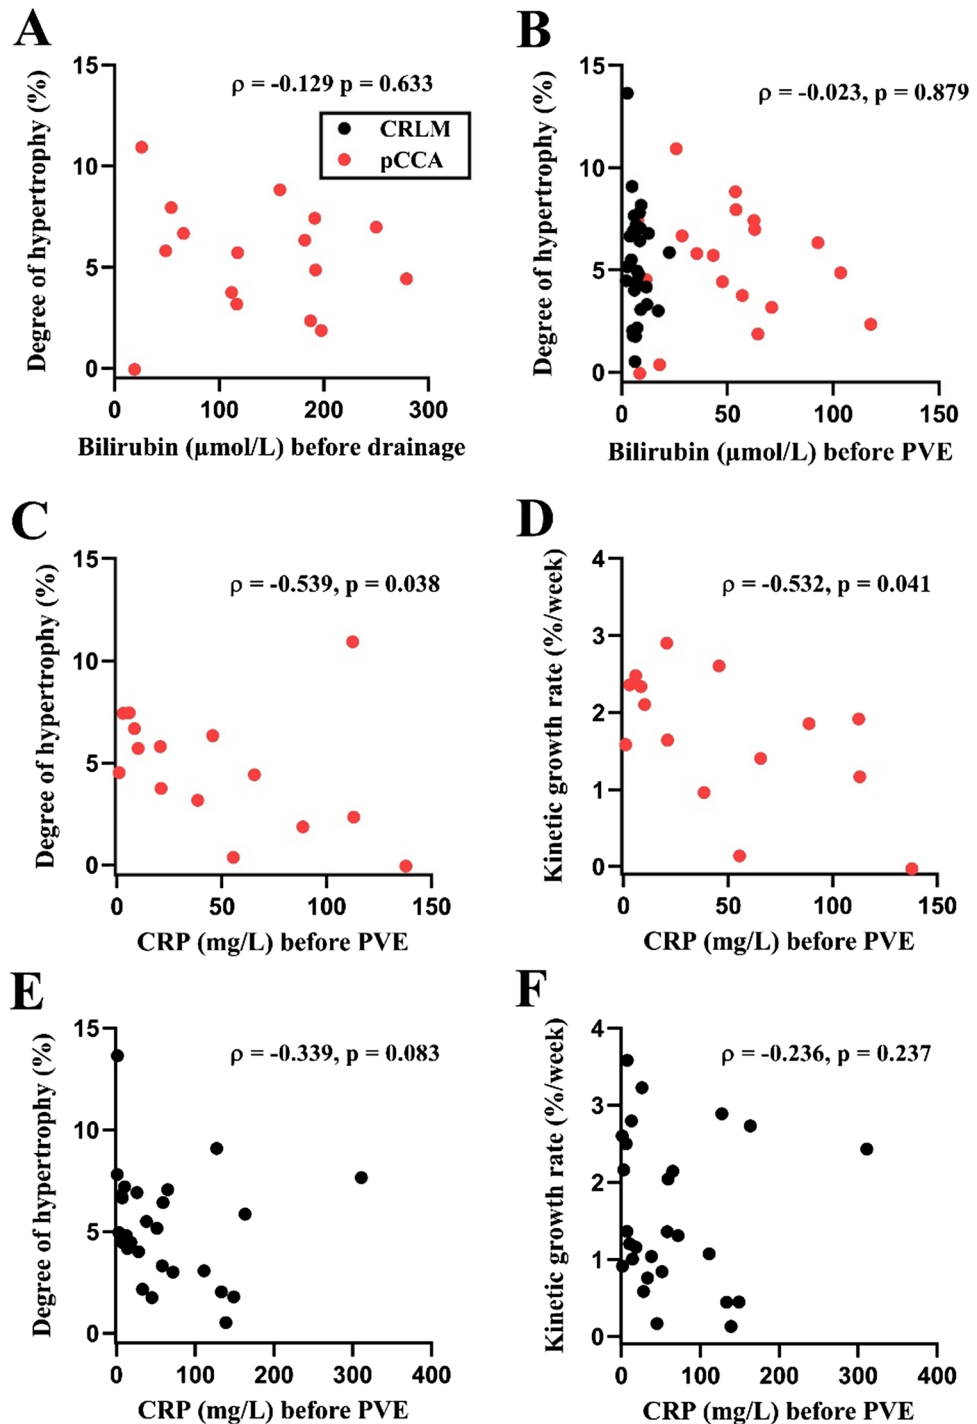 A
15
10
5
0
Degree of hypertrophy (%)
ρ = -0.129 p = 0.633
CRLM
pCCA
0 100 200 300
Bilirubin (µmol/L) before drainage
B
15
10
5
0
Degree of hypertrophy (%)
ρ = -0.023, p = 0.879
0 50 100 150
Bilirubin (µmol/L) before PVE
C
15
10
5
0
Degree of hypertrophy (%)
ρ = -0.539, p = 0.038
0 50 100 150
CRP (mg/L) before PVE
D
4
3
2
1
0
Kinetic growth rate (%/week)
ρ = -0.532, p = 0.041
0 50 100 150
CRP (mg/L) before PVE
E
15
10
5
0
Degree of hypertrophy (%)
ρ = -0.339, p = 0.083
0 100 200 300 400
CRP (mg/L) before PVE
F
4
3
2
1
0
Kinetic growth rate (%/week)
ρ = -0.236, p = 0.237
0 100 200 300 400
CRP (mg/L) before PVE